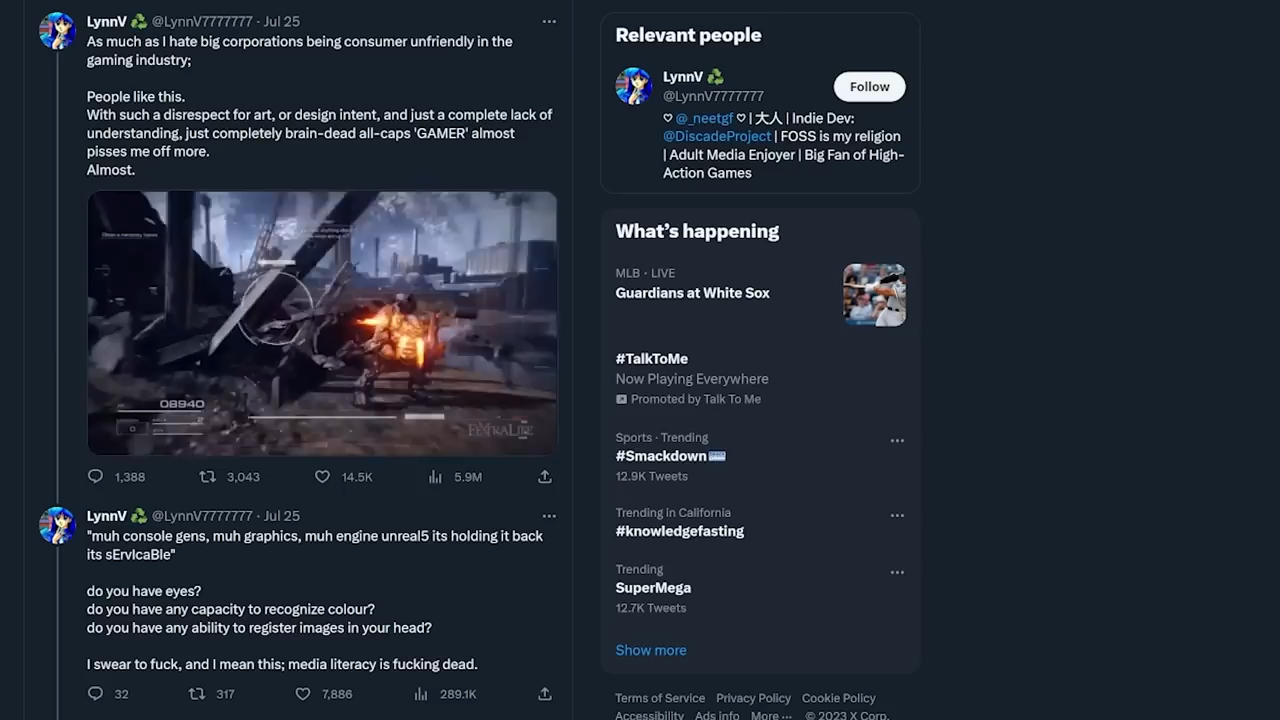 LynnV ♻️ @LynnV7777777 · Jul 25
As much as I hate big corporations being consumer unfriendly in the
gaming industry;
People like this.
With such a disrespect for art, or design intent, and just a complete lack of
understanding, just completely brain-dead all-caps 'GAMER' almost
pisses me off more.
Almost.
08940
FEXTRALIFE
1,388 3,043 14.5K 5.9M
LynnV ♻️ @LynnV7777777 · Jul 25
"muh console gens, muh graphics, muh engine unreal5 its holding it back
its sErvIcaBle"
do you have eyes?
do you have any capacity to recognize colour?
do you have any ability to register images in your head?
I swear to fuck, and I mean this; media literacy is fucking dead.
32 317 7,886 289.1K
Relevant people
LynnV ♻️
@LynnV7777777
Follow
♡ @_neetgf ♡ | 大人 | Indie Dev:
@DiscadeProject | FOSS is my religion
| Adult Media Enjoyer | Big Fan of High-
Action Games
What's happening
MLB · LIVE
Guardians at White Sox
#TalkToMe
Now Playing Everywhere
Promoted by Talk To Me
Sports · Trending
#Smackdown
12.9K Tweets
Trending in California
#knowledgefasting
Trending
SuperMega
12.7K Tweets
Show more
Terms of Service Privacy Policy Cookie Policy
Accessibility Ads info More ··· © 2023 X Corp.